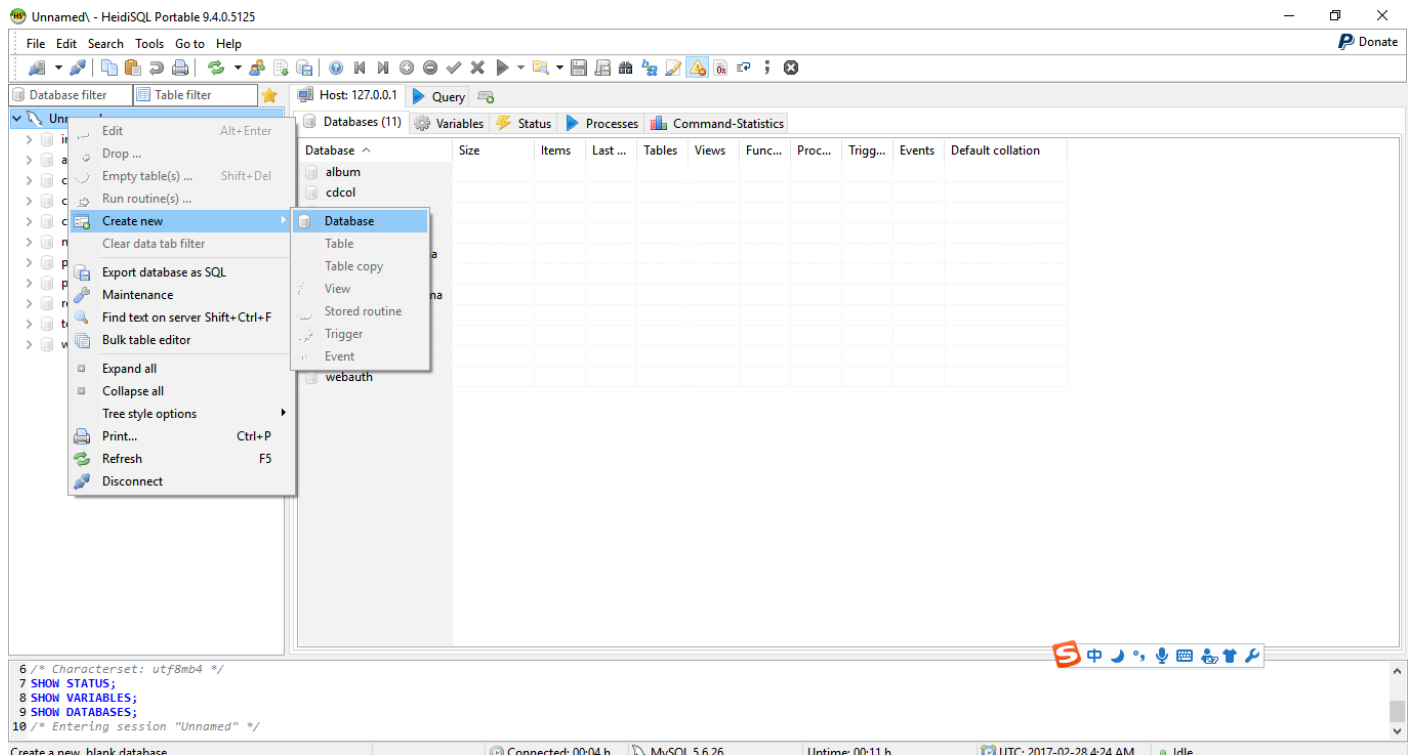 Unnamed\ - HeidiSQL Portable 9.4.0.5125
File Edit Search Tools Go to Help
Donate
Database filter Table filter Host: 127.0.0.1 Query
Databases (11) Variables Status Processes Command-Statistics
Database Size Items Last ... Tables Views Func... Proc... Trigg... Events Default collation
album
cdcol
webauth
Edit Alt+Enter
Drop ...
Empty table(s) ... Shift+Del
Run routine(s) ...
Create new
Clear data tab filter
Export database as SQL
Maintenance
Find text on server Shift+Ctrl+F
Bulk table editor
Expand all
Collapse all
Tree style options
Print... Ctrl+P
Refresh F5
Disconnect
Database
Table
Table copy
View
Stored routine
Trigger
Event
中
6 /* Characterset: utf8mb4 */
7 SHOW STATUS;
8 SHOW VARIABLES;
9 SHOW DATABASES;
10 /* Entering session "Unnamed" */
Create a new, blank database Connected: 00:04 h MySQL 5.6.26 Uptime: 00:11 h UTC: 2017-02-28 4:24 AM Idle